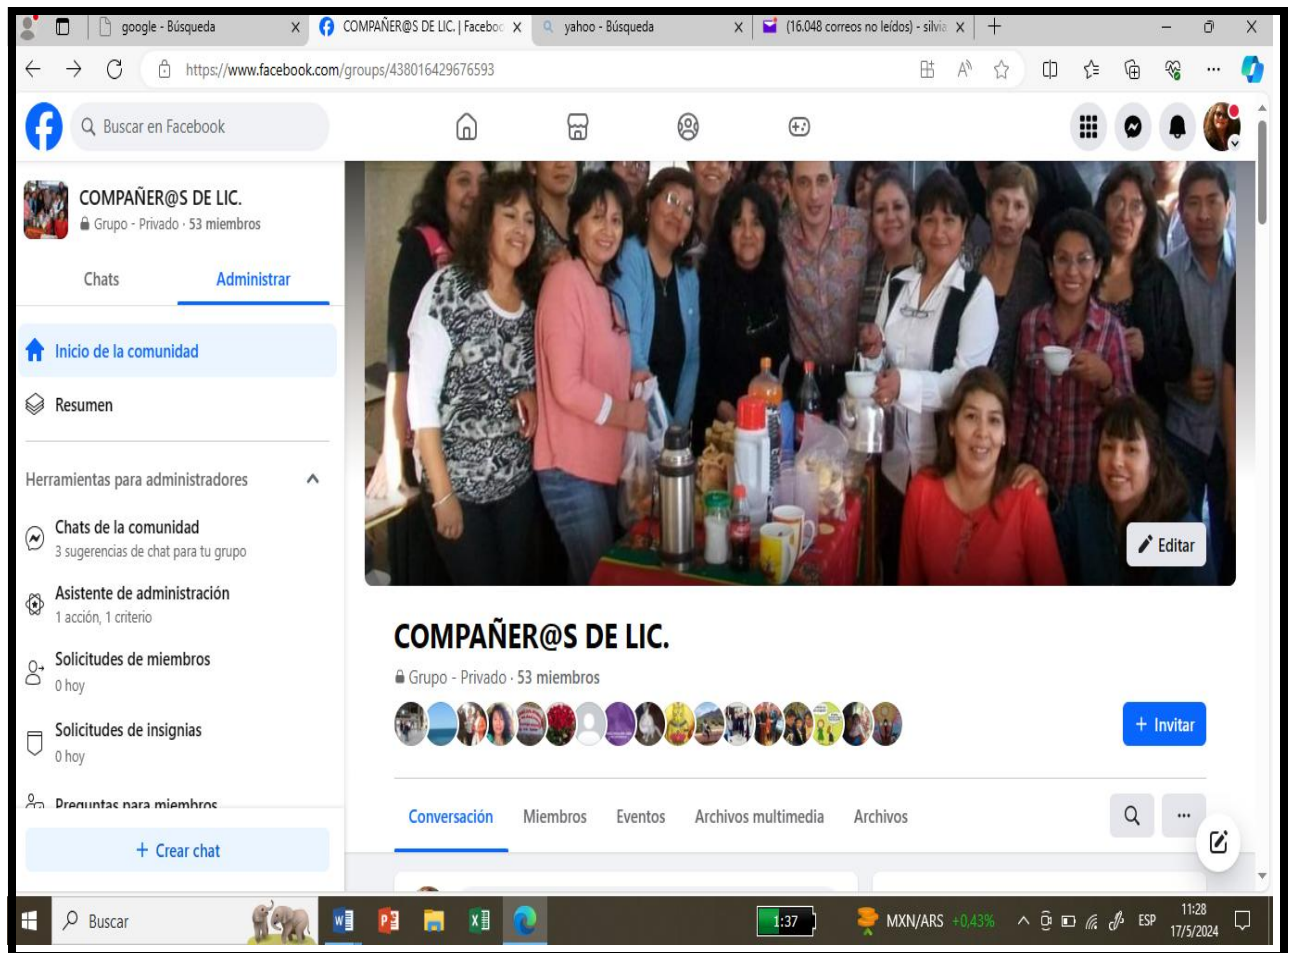 google - Búsqueda
COMPAÑER@S DE LIC. | Faceboo
yahoo - Búsqueda
(16.048 correos no leídos) - silvia
https://www.facebook.com/groups/438016429676593
Buscar en Facebook
COMPAÑER@S DE LIC.
Grupo - Privado · 53 miembros
Chats
Administrar
Inicio de la comunidad
Resumen
Herramientas para administradores
Chats de la comunidad
3 sugerencias de chat para tu grupo
Asistente de administración
1 acción, 1 criterio
Solicitudes de miembros
0 hoy
Solicitudes de insignias
0 hoy
Preguntas para miembros
+ Crear chat
Editar
COMPAÑER@S DE LIC.
Grupo - Privado · 53 miembros
+ Invitar
Conversación
Miembros
Eventos
Archivos multimedia
Archivos
Buscar
1:37
MXN/ARS +0,43%
ESP
11:28
17/5/2024